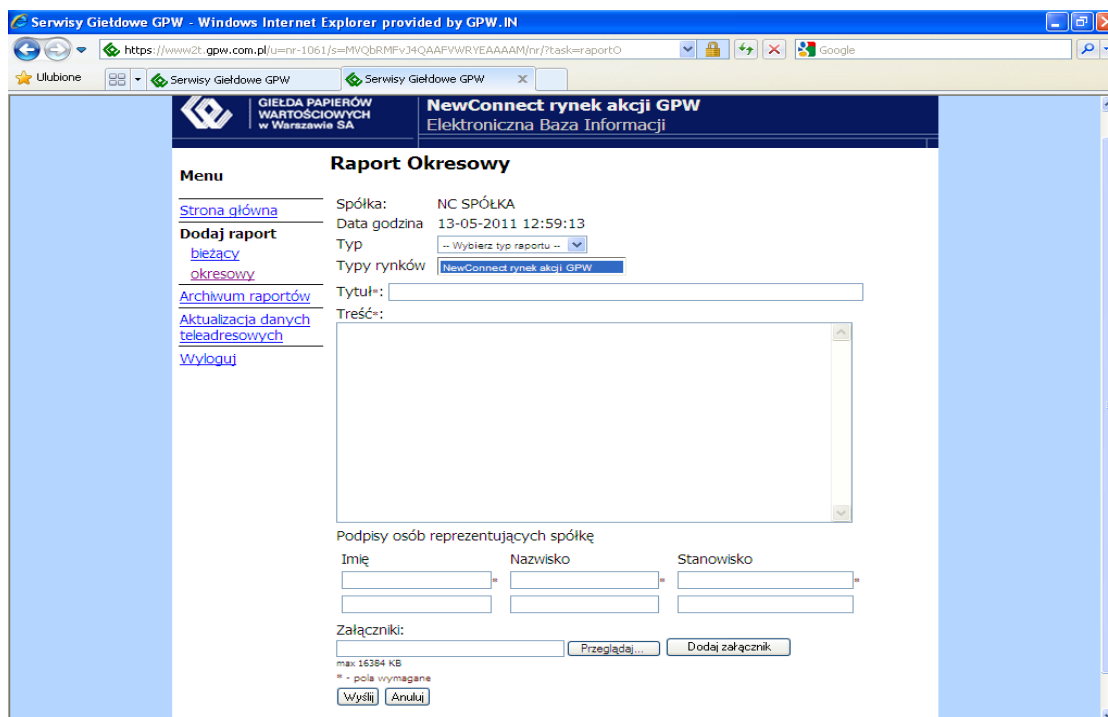 Serwisy Giełdowe GPW - Windows Internet Explorer provided by GPW.IN
https://www2t.gpw.com.pl/u=nr-1061/s=MVQbRMFvJ4QAAFVWRYEAAAAM/nr/?task=raportO
Google
Ulubione
Serwisy Giełdowe GPW
Serwisy Giełdowe GPW
GIEŁDA PAPIERÓW
WARTOŚCIOWYCH
w Warszawie SA
NewConnect rynek akcji GPW
Elektroniczna Baza Informacji
Menu
Strona główna
Dodaj raport
bieżący
okresowy
Archiwum raportów
Aktualizacja danych
teleadresowych
Wyloguj
Raport Okresowy
Spółka: NC SPÓŁKA
Data godzina 13-05-2011 12:59:13
Typ -- Wybierz typ raportu --
Typy rynków NewConnect rynek akcji GPW
Tytuł*:
Treść*:
Podpisy osób reprezentujących spółkę
Imię Nazwisko Stanowisko
* * *
Załączniki:
Przeglądaj... Dodaj załącznik
max 16384 KB
* - pola wymagane
Wyślij Anuluj